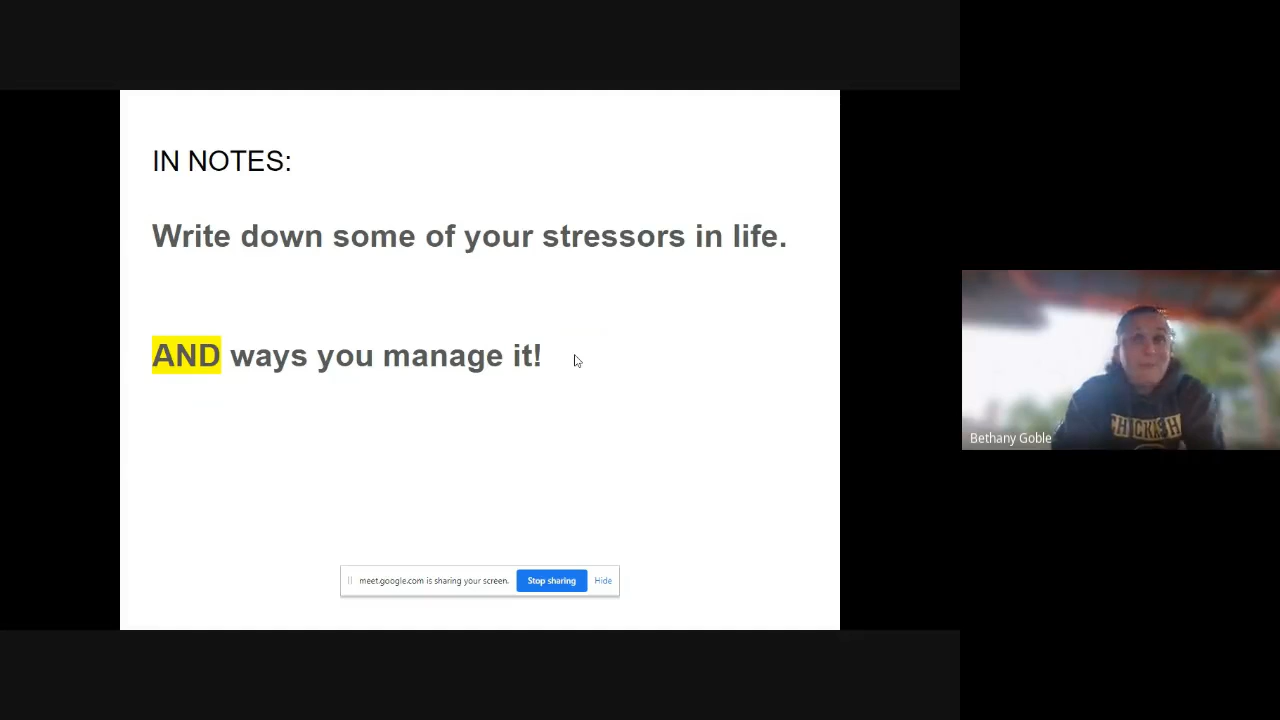 IN NOTES:
Write down some of your stressors in life.
AND ways you manage it!
meet.google.com is sharing your screen. Stop sharing Hide
Bethany Goble